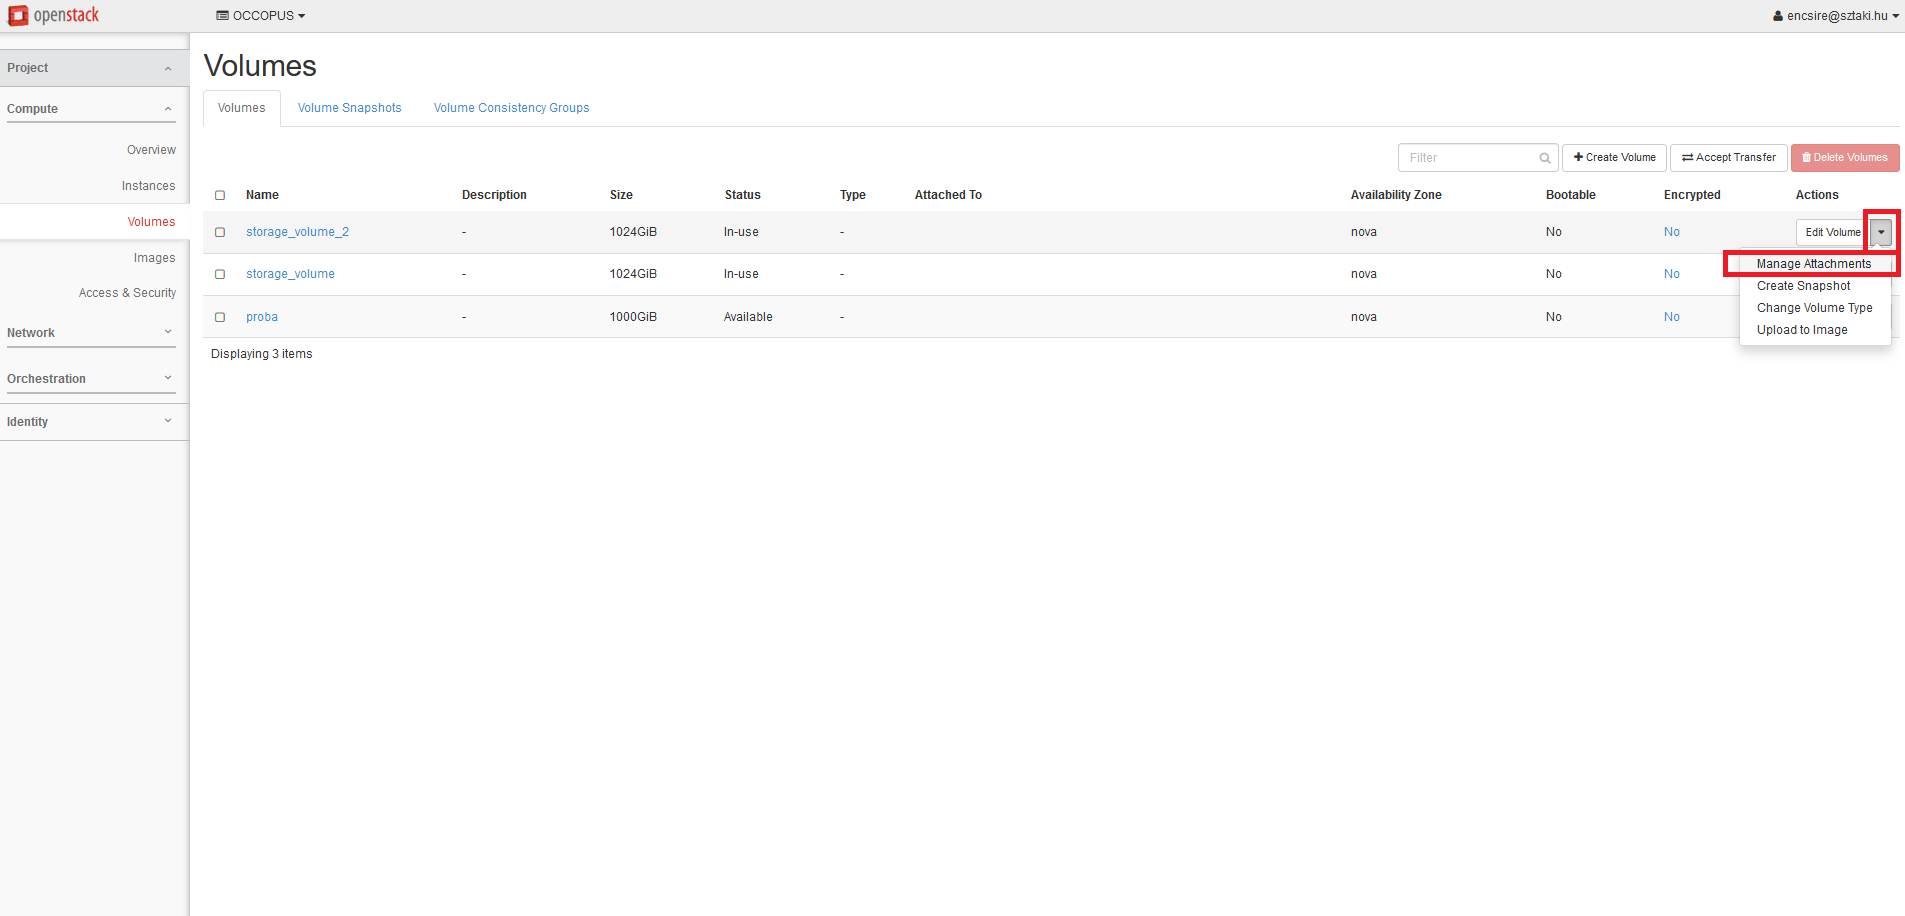 openstack
OCCOPUS
encsire@sztaki.hu
Project
Compute
Overview
Instances
Volumes
Images
Access & Security
Network
Orchestration
Identity
Volumes
Volumes Volume Snapshots Volume Consistency Groups
Filter Create Volume Accept Transfer Delete Volumes
Name Description Size Status Type Attached To Availability Zone Bootable Encrypted Actions
storage_volume_2 - 1024GiB In-use - nova No No Edit Volume
storage_volume - 1024GiB In-use - nova No No
proba - 1000GiB Available - nova No No
Manage Attachments
Create Snapshot
Change Volume Type
Upload to Image
Displaying 3 items